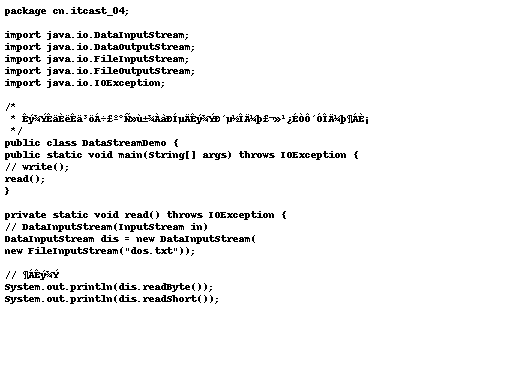 package cn.itcast_04;
import java.io.DataInputStream;
import java.io.DataOutputStream;
import java.io.FileInputStream;
import java.io.FileOutputStream;
import java.io.IOException;
/*
 * Êý¾ÝÊäÈëÊä³öÁ÷£º°Ñ»ù±¾ÀàÐÍµÄÊý¾ÝÐ´µ½ÎÄ¼þ£¬»¹¿ÉÒÔ´ÓÎÄ¼þ¶ÁÈ¡
 */
public class DataStreamDemo {
public static void main(String[] args) throws IOException {
// write();
read();
}
private static void read() throws IOException {
// DataInputStream(InputStream in)
DataInputStream dis = new DataInputStream(
new FileInputStream("dos.txt"));
// ¶ÁÊý¾Ý
System.out.println(dis.readByte());
System.out.println(dis.readShort());